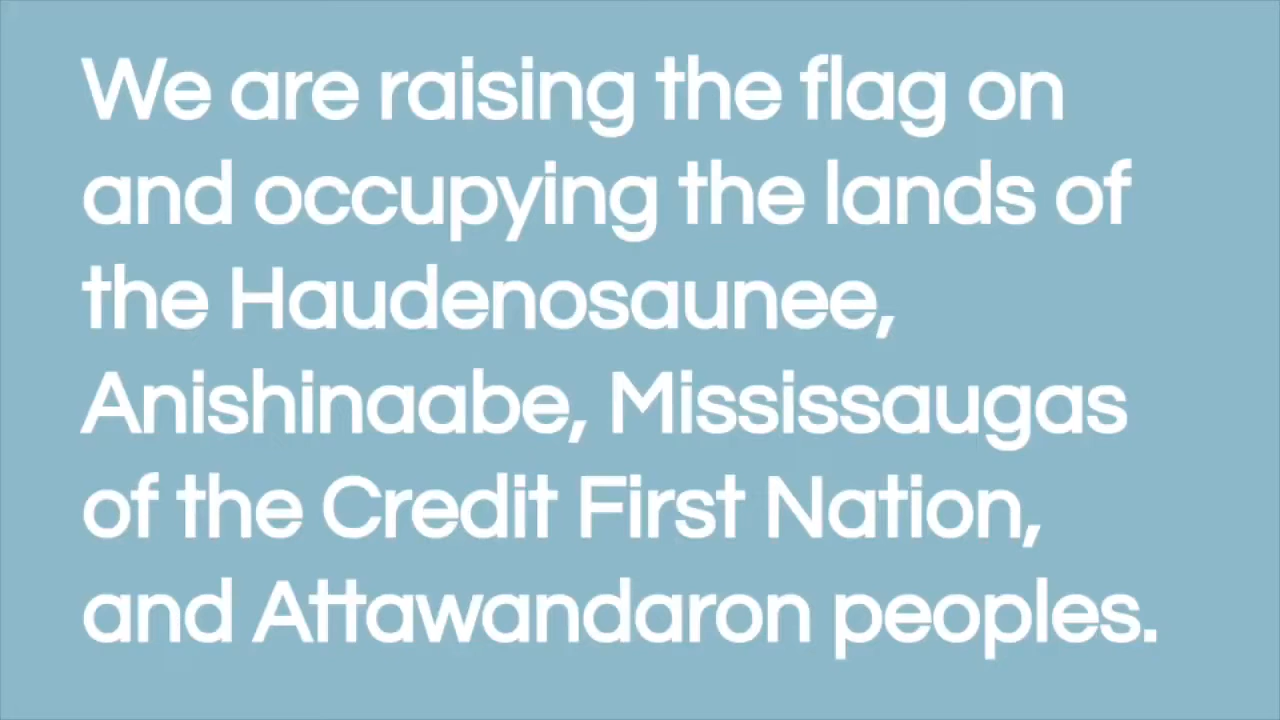 We are raising the flag on
and occupying the lands of
the Haudenosaunee,
Anishinaabe, Mississaugas
of the Credit First Nation,
and Attawandaron peoples.